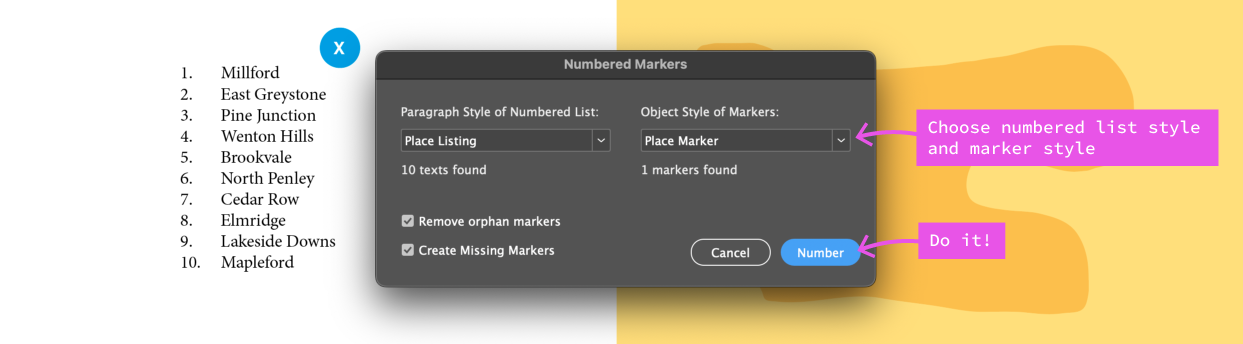 X
1. Millford
2. East Greystone
3. Pine Junction
4. Wenton Hills
5. Brookvale
6. North Penley
7. Cedar Row
8. Elmridge
9. Lakeside Downs
10. Mapleford
Numbered Markers
Paragraph Style of Numbered List:
Place Listing
10 texts found
Object Style of Markers:
Place Marker
1 markers found
Remove orphan markers
Create Missing Markers
Cancel
Number
Choose numbered list style
and marker style
Do it!